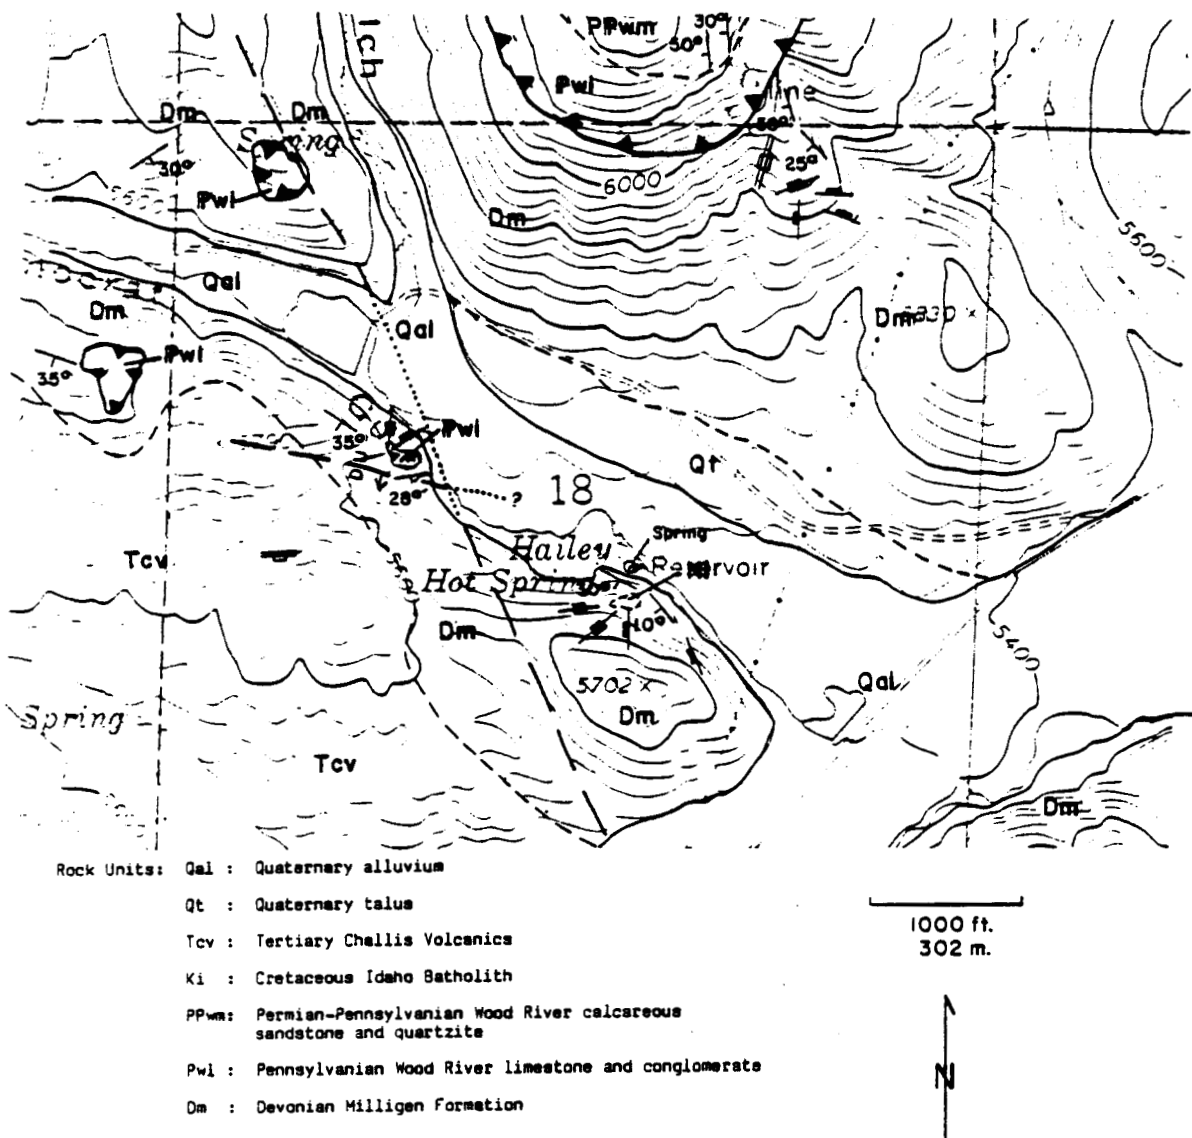 PPwm
30°
50°
lch
Pwl
Dm
Dm
50°
30°
25°
Pwl
6000
Dm
5600
Qal
Dm
Qal
Dm
Pwl
35°
Pwl
35°
Qt
28°
?
18
Spring
Hailey
Reservoir
Hot Spring
Tcv
40°
Dm
5400
5702 ×
Qal
Dm
Spring
Tcv
Dm
Rock Units: Qal : Quaternary alluvium
Qt : Quaternary talus
Tcv : Tertiary Challis Volcanics
Ki : Cretaceous Idaho Batholith
PPwm: Permian-Pennsylvanian Wood River calcareous
sandstone and quartzite
Pwl : Pennsylvanian Wood River limestone and conglomerate
Dm : Devonian Milligen Formation
1000 ft.
302 m.
N